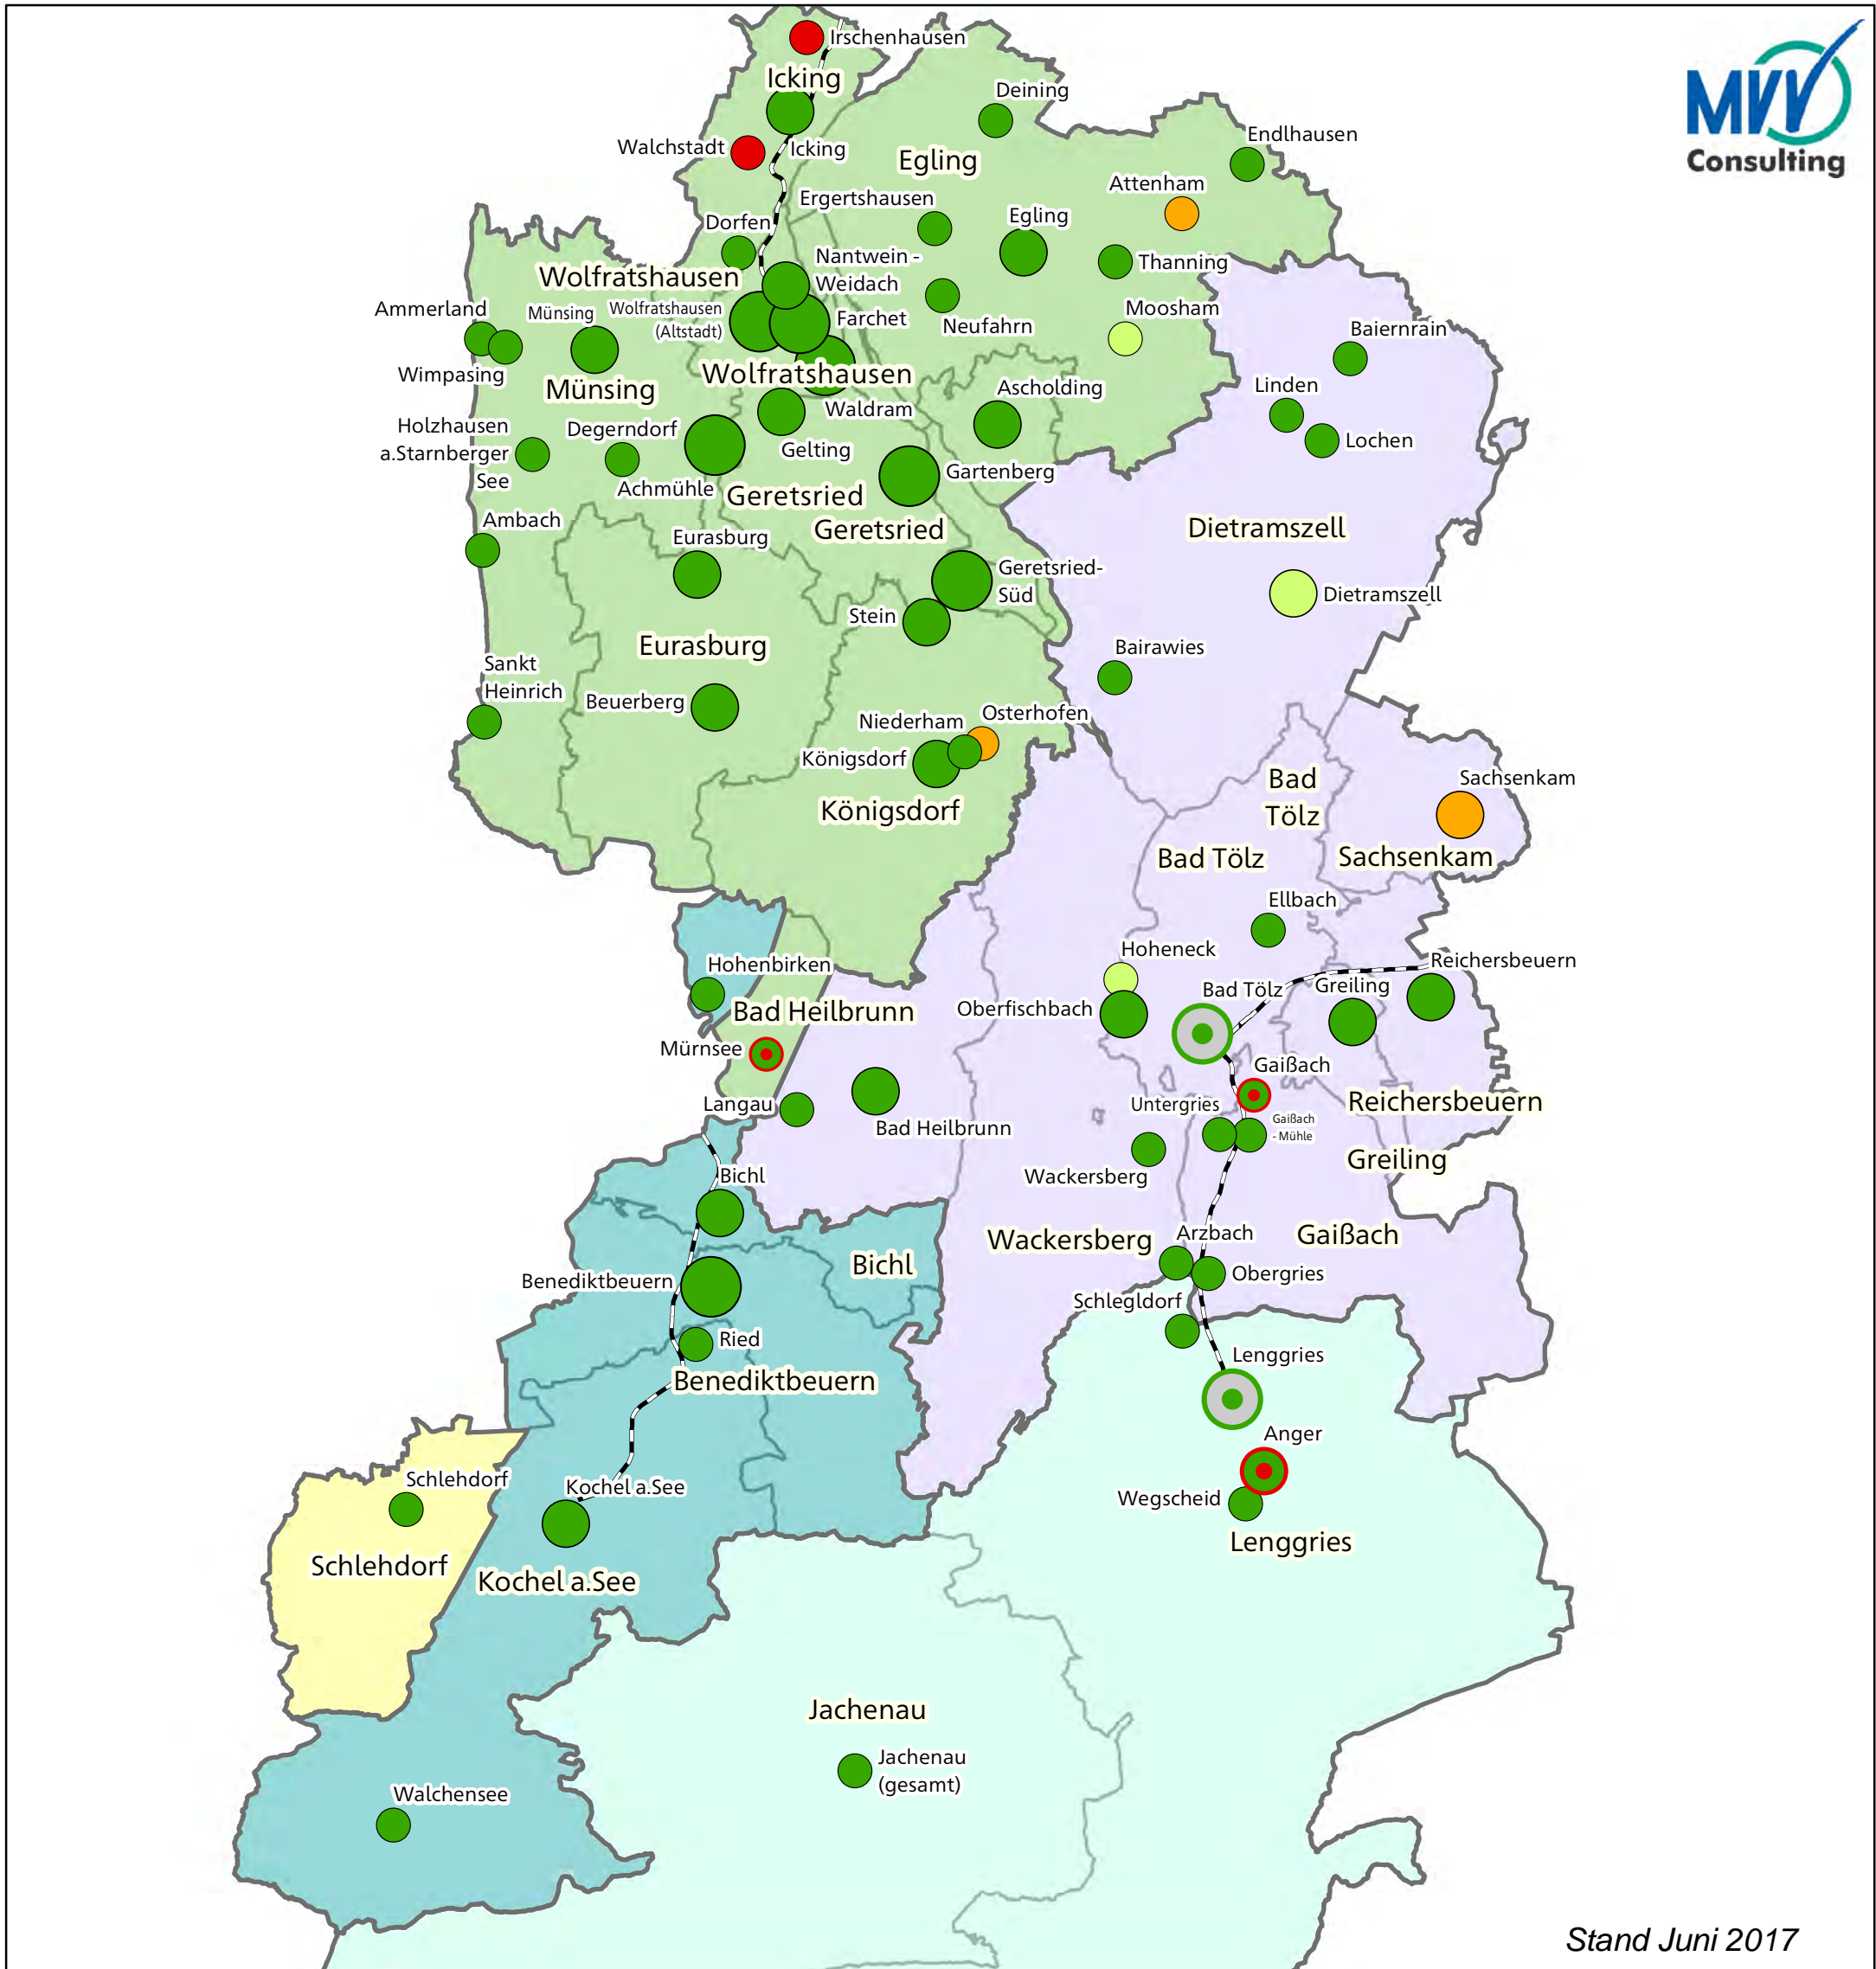 Irschenhausen
Icking
Walchstadt
Icking
Deining
Egling
Endlhausen
Attenham
Ergertshausen
Egling
Dorfen
Nantwein -
Weidach
Thanning
Wolfratshausen
Ammerland
Münsing
Wolfratshausen
(Altstadt)
Farchet
Neufahrn
Moosham
Baiernrain
Wimpasing
Münsing
Wolfratshausen
Ascholding
Linden
Waldram
Lochen
Holzhausen
a.Starnberger
See
Degerndorf
Achmühle
Gelting
Gartenberg
Geretsried
Geretsried
Dietramszell
Ambach
Eurasburg
Geretsried-
Süd
Dietramszell
Stein
Eurasburg
Bairawies
Sankt
Heinrich
Beuerberg
Niederham
Osterhofen
Königsdorf
Königsdorf
Bad
Tölz
Sachsenkam
Bad Tölz
Sachsenkam
Ellbach
Hoheneck
Reichersbeuern
Hohenbirken
Bad Tölz
Greiling
Bad Heilbrunn
Oberfischbach
Mürnsee
Gaißach
Langau
Untergries
Gaißach
- Mühle
Reichersbeuern
Bad Heilbrunn
Wackersberg
Greiling
Bichl
Wackersberg
Arzbach
Gaißach
Bichl
Benediktbeuern
Obergries
Schlegldorf
Ried
Lenggries
Benediktbeuern
Anger
Schlehdorf
Kochel a.See
Wegscheid
Lenggries
Schlehdorf
Kochel a.See
Jachenau
Jachenau
(gesamt)
Walchensee
MVV
Consulting
Stand Juni 2017